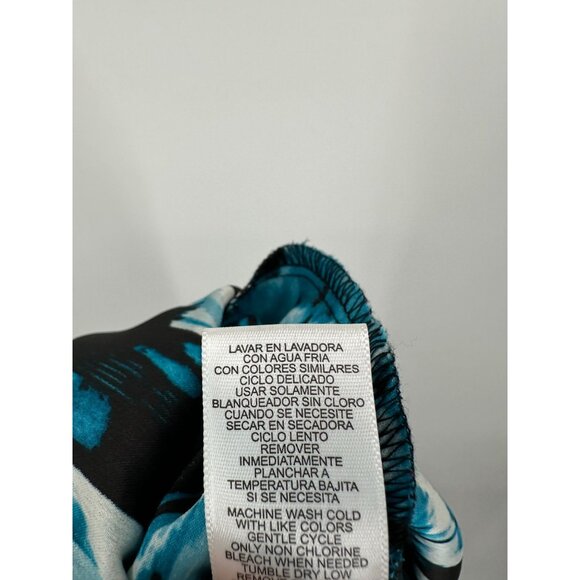 LAVAR EN LAVADORA
CON AGUA FRIA
CON COLORES SIMILARES
CICLO DELICADO
USAR SOLAMENTE
BLANQUEADOR SIN CLORO
CUANDO SE NECESITE
SECAR EN SECADORA
CICLO LENTO
REMOVER
INMEDIATAMENTE
PLANCHAR A
TEMPERATURA BAJITA
SI SE NECESITA
MACHINE WASH COLD
WITH LIKE COLORS
GENTLE CYCLE
ONLY NON CHLORINE
BLEACH WHEN NEEDED
TUMBLE DRY LOW